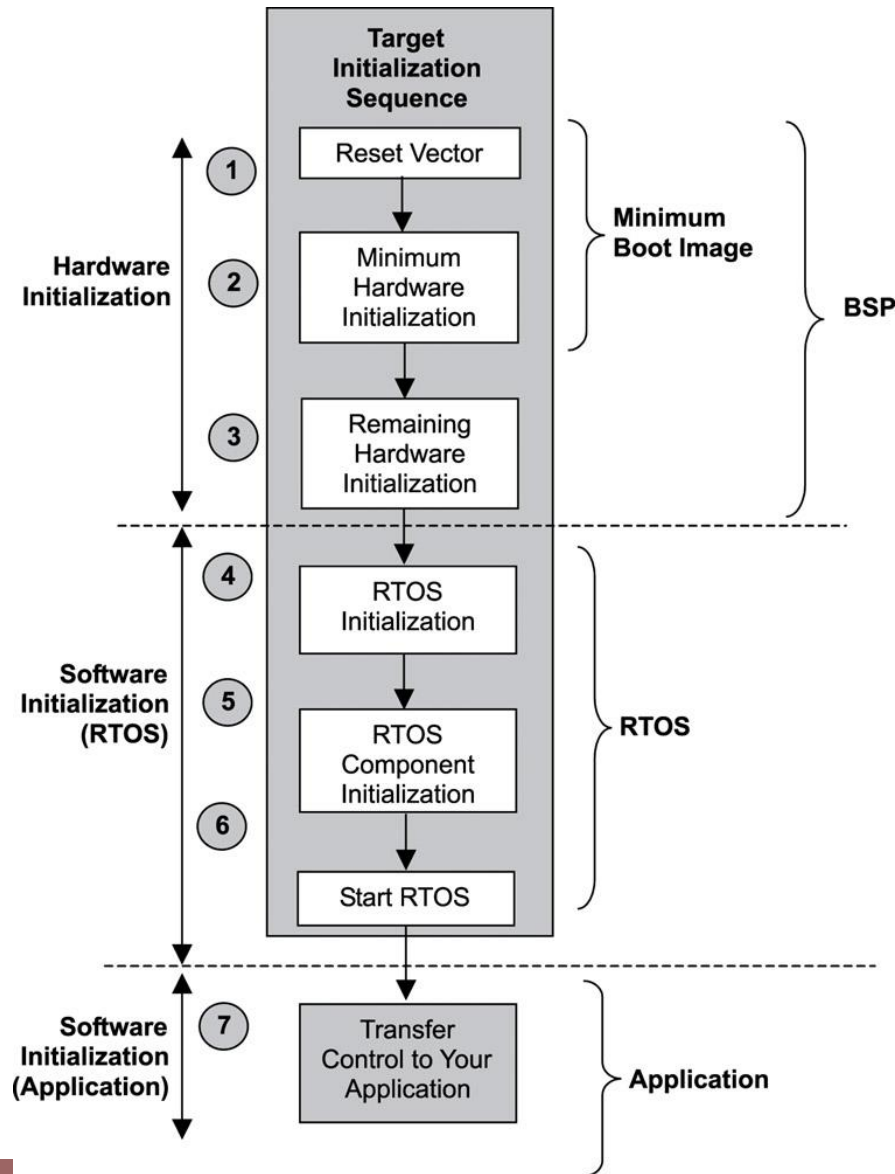 Target
Initialization
Sequence
Reset Vector
1
Minimum
Boot Image
Hardware
Initialization
2
Minimum
Hardware
Initialization
BSP
3
Remaining
Hardware
Initialization
4
RTOS
Initialization
Software
Initialization
(RTOS)
5
RTOS
Component
Initialization
RTOS
6
Start RTOS
7
Software
Initialization
(Application)
Transfer
Control to Your
Application
Application